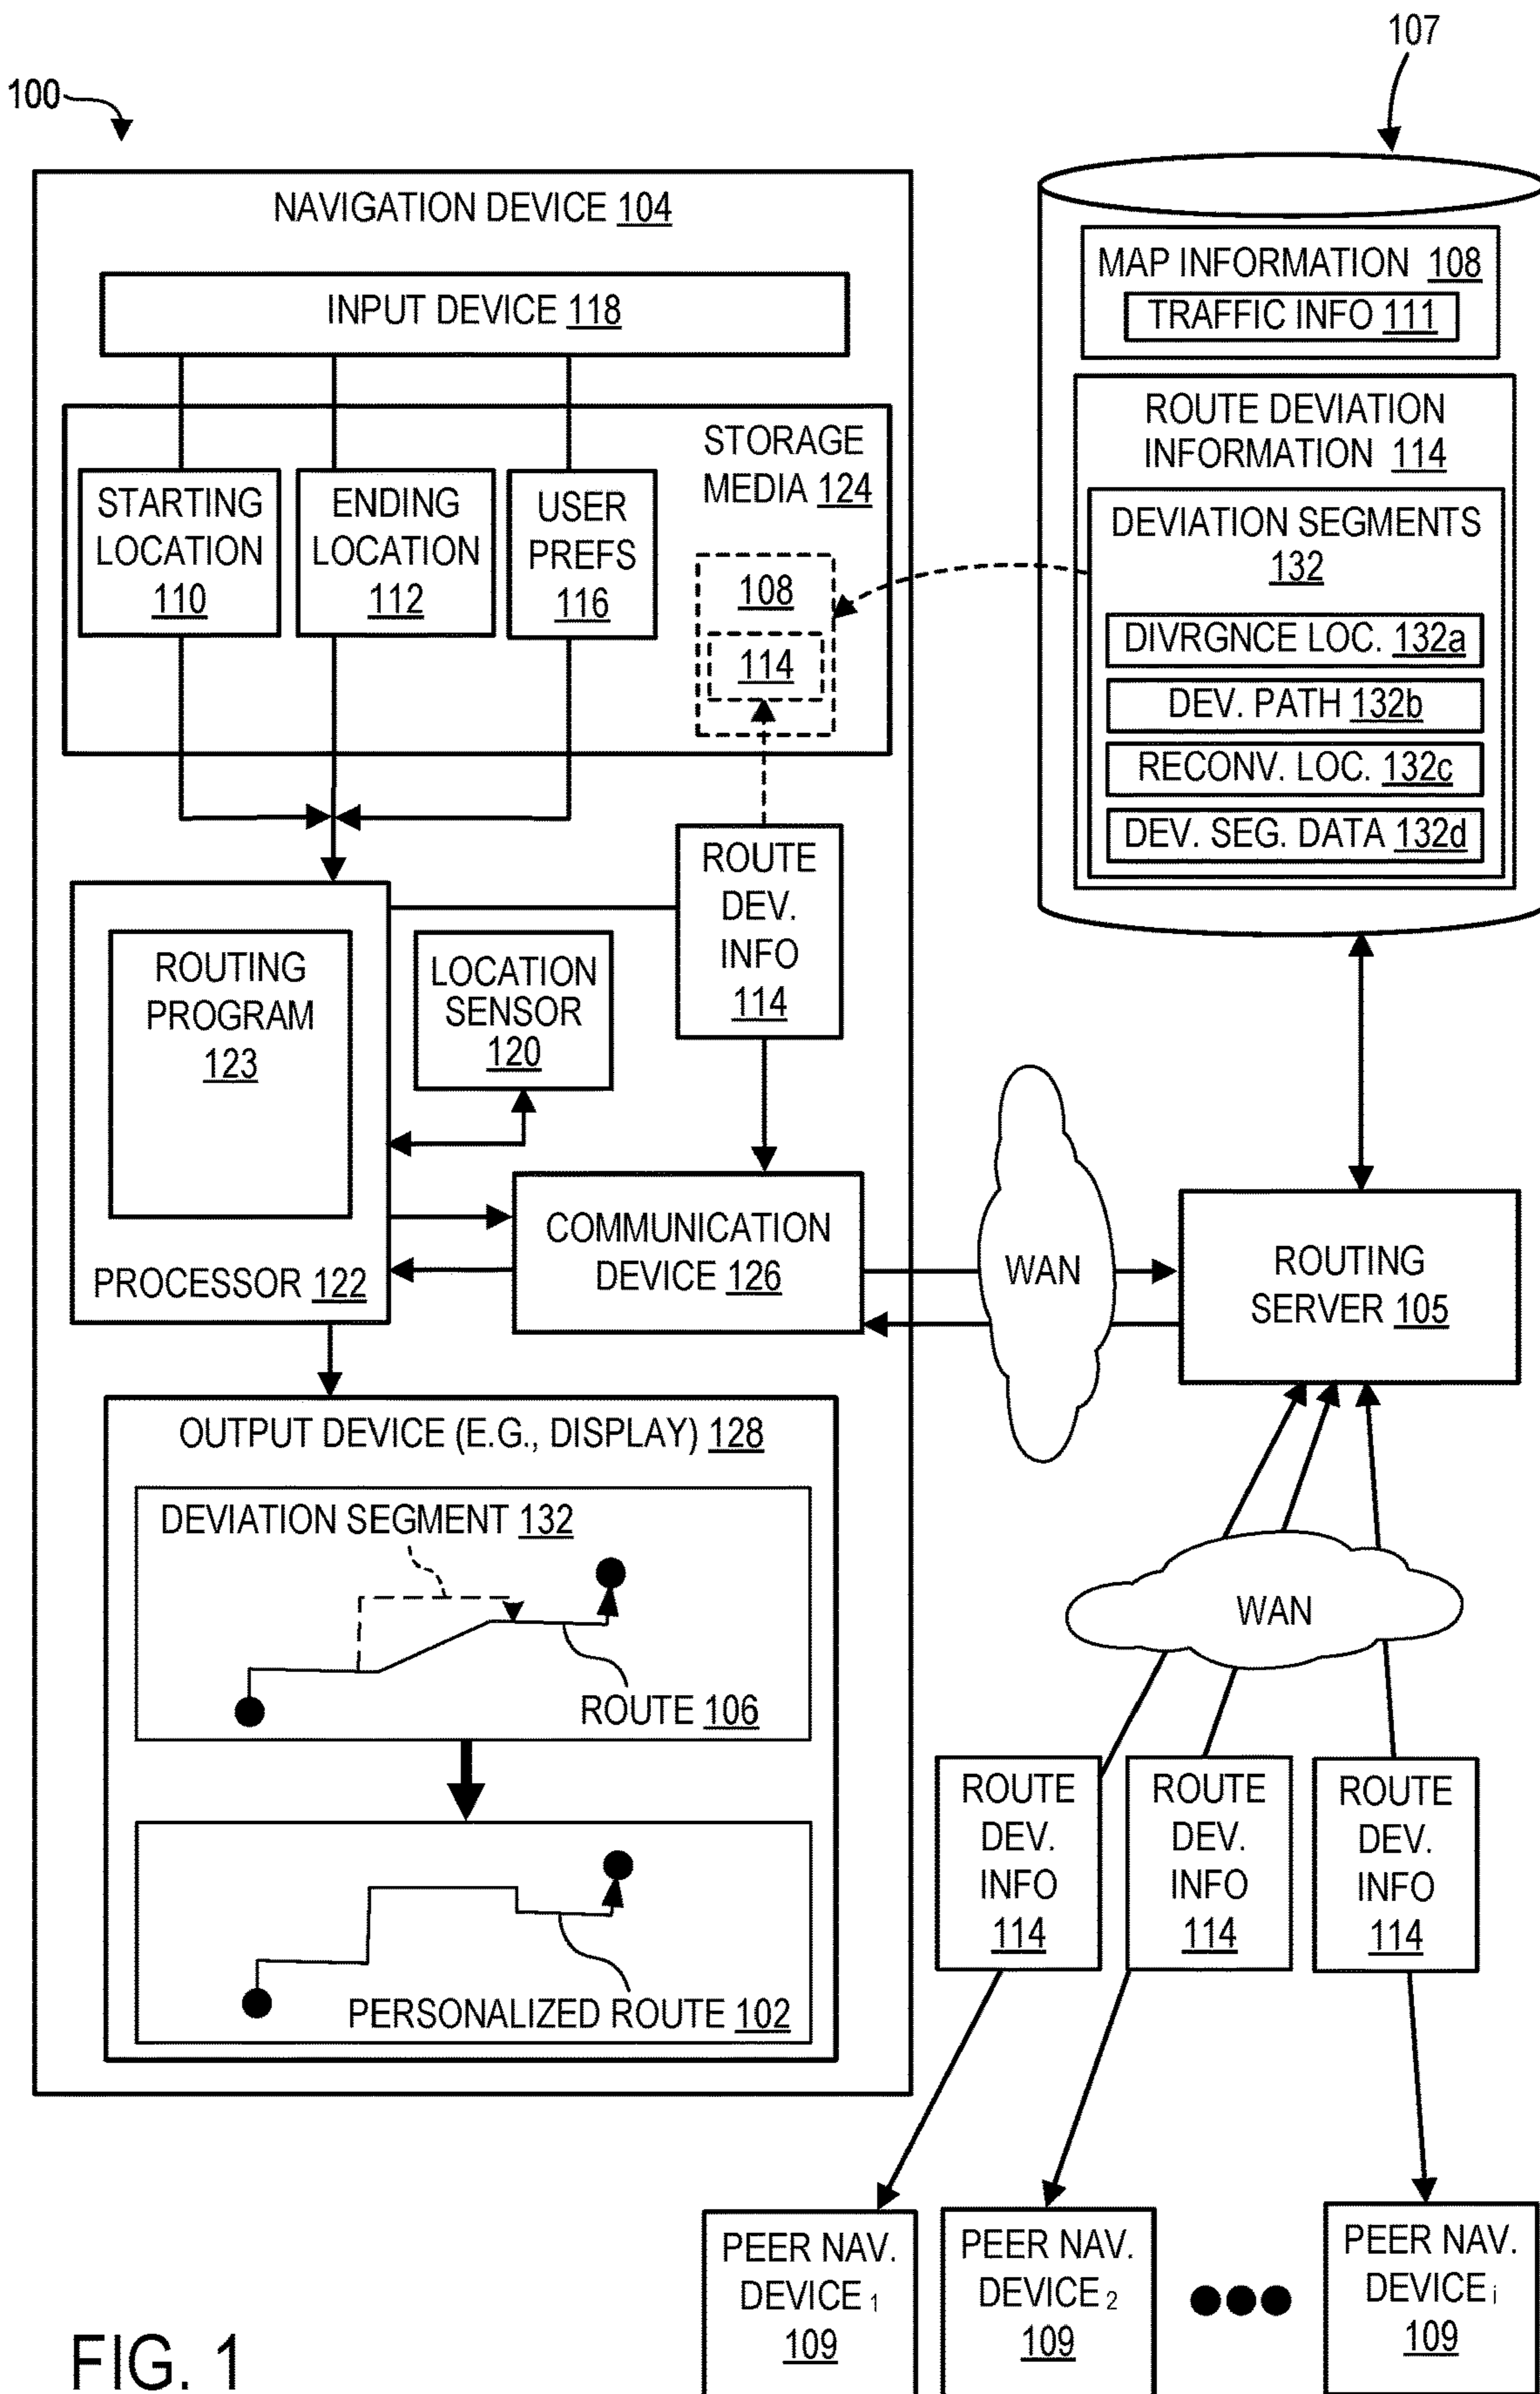 107
100
NAVIGATION DEVICE 104
INPUT DEVICE 118
STORAGE
MEDIA 124
STARTING
LOCATION
110
ENDING
LOCATION
112
USER
PREFS
116
108
114
MAP INFORMATION 108
TRAFFIC INFO 111
ROUTE DEVIATION
INFORMATION 114
DEVIATION SEGMENTS
132
DIVRGNCE LOC. 132a
DEV. PATH 132b
RECONV. LOC. 132c
DEV. SEG. DATA 132d
ROUTING
PROGRAM
123
PROCESSOR 122
LOCATION
SENSOR
120
ROUTE
DEV.
INFO
114
COMMUNICATION
DEVICE 126
WAN
ROUTING
SERVER 105
OUTPUT DEVICE (E.G., DISPLAY) 128
DEVIATION SEGMENT 132
ROUTE 106
PERSONALIZED ROUTE 102
WAN
ROUTE
DEV.
INFO
114
ROUTE
DEV.
INFO
114
ROUTE
DEV.
INFO
114
PEER NAV.
DEVICE 1
109
PEER NAV.
DEVICE 2
109
PEER NAV.
DEVICE i
109
FIG. 1